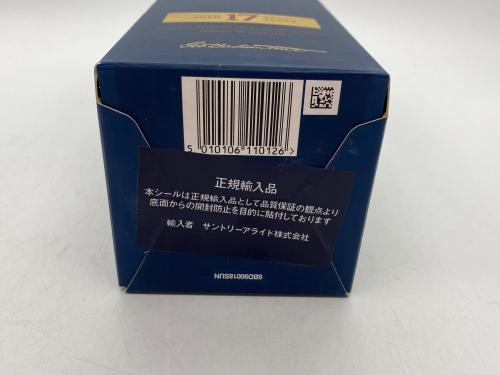 17
5 010106 110126 >
正規輸入品
本シールは正規輸入品として品質保証の観点より
底面からの開封防止を目的に貼付しております
輸入者 サントリーアライド株式会社
6BD90018SUN